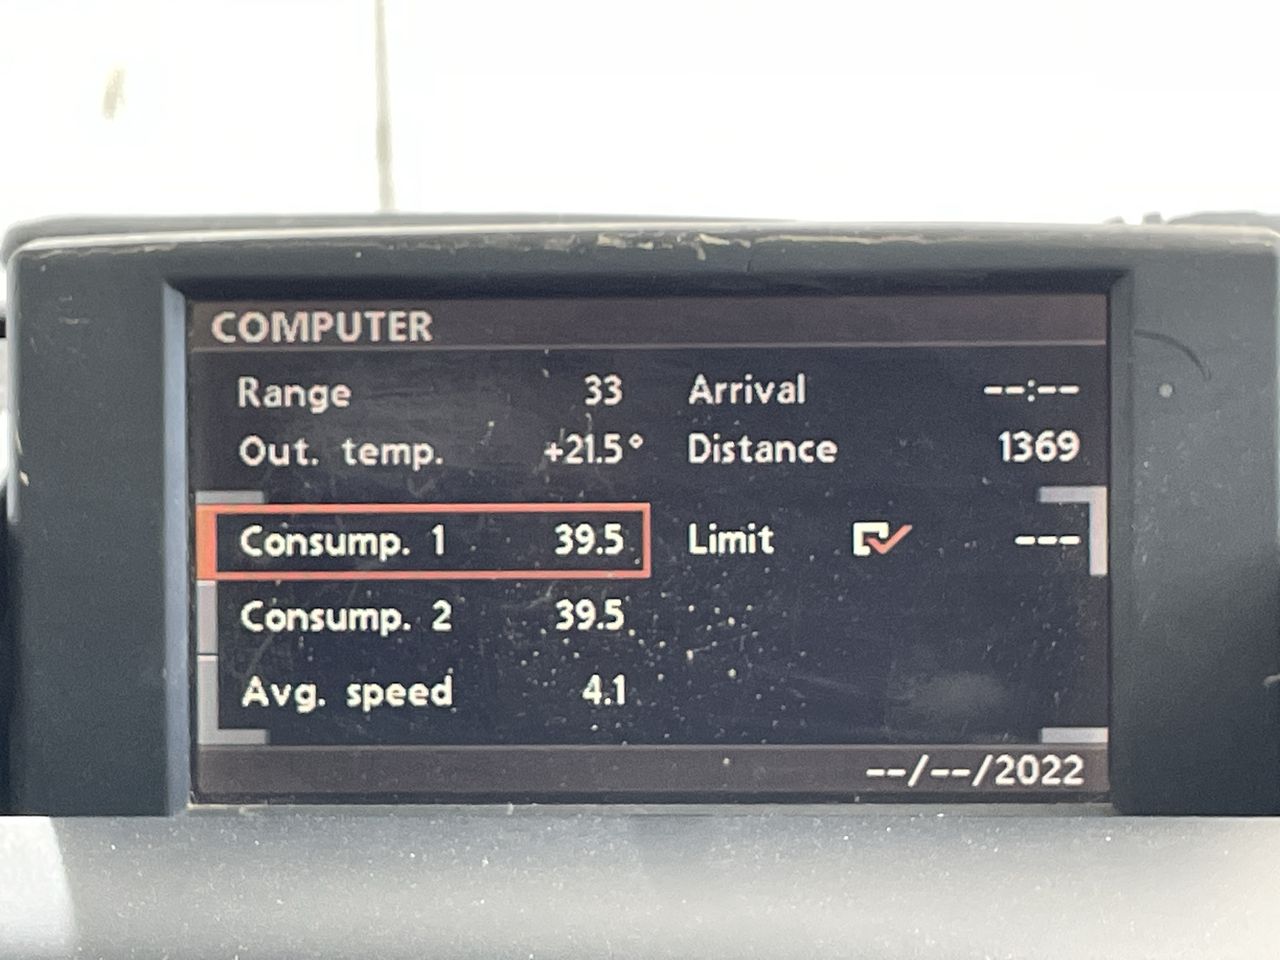 COMPUTER
Range 33 Arrival --:--
Out. temp. +21.5° Distance 1369
Consump. 1 39.5 Limit ---
Consump. 2 39.5
Avg. speed 4.1
--/--/2022